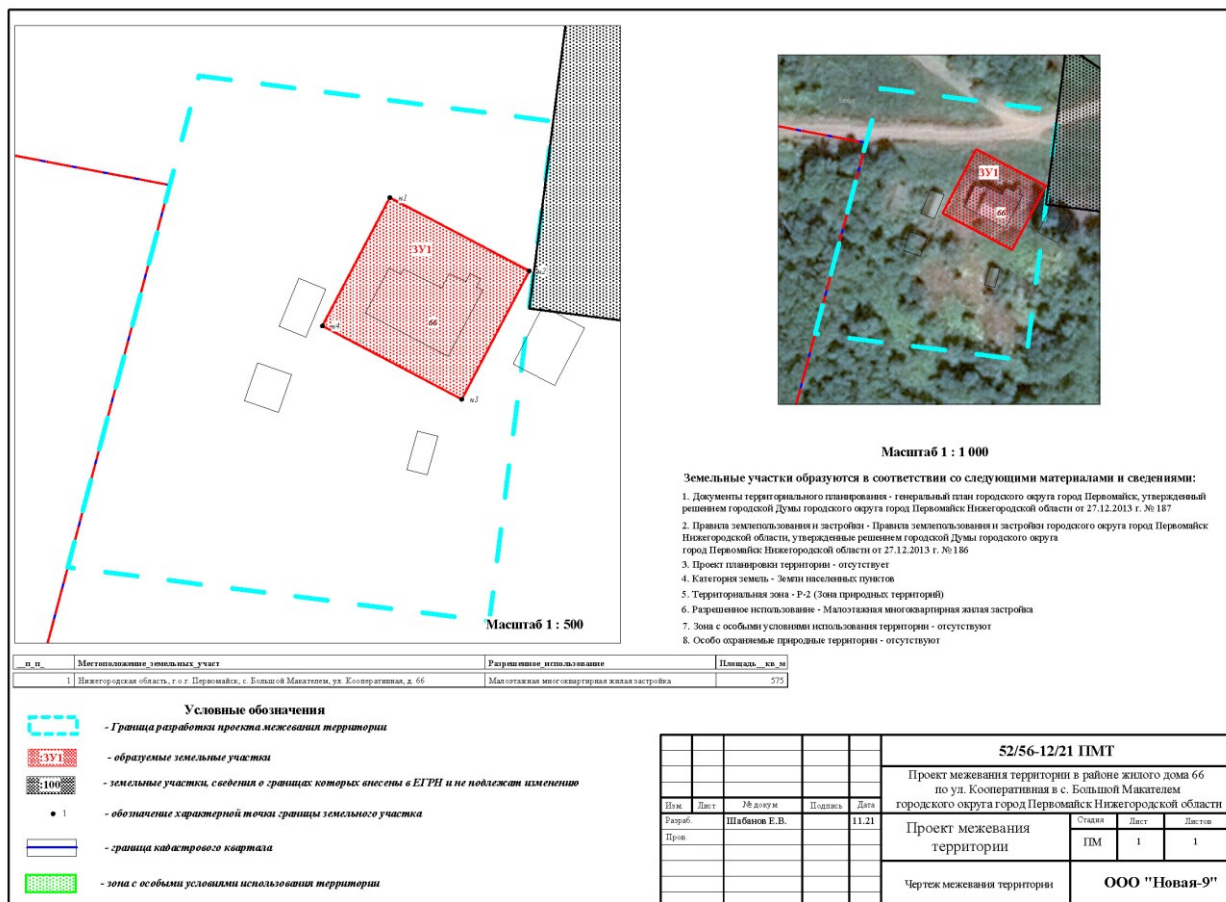 н1
ЗУ1
н2
66
н4
н3
Масштаб 1 : 500
ЗУ1
66
Масштаб 1 : 1 000
Земельные участки образуются в соответствии со следующими материалами и сведениями:
1. Документы территориального планирования - генеральный план городского округа город Первомайск, утвержденный
решением городской Думы городского округа город Первомайск Нижегородской области от 27.12.2013 г. № 187
2. Правила землепользования и застройки - Правила землепользования и застройки городского округа город Первомайск
Нижегородской области, утвержденные решением городской Думы городского округа
город Первомайск Нижегородской области от 27.12.2013 г. № 186
3. Проект планировки территории - отсутствует
4. Категория земель - Земли населенных пунктов
5. Территориальная зона - Р-2 (Зона природных территорий)
6. Разрешенное использование - Малоэтажная многоквартирная жилая застройка
7. Зона с особыми условиями использования территории - отсутствуют
8. Особо охраняемые природные территории - отсутствуют
__п_п_ Местоположение_земельных_участ Разрешенное_использование Площадь__кв_м
1 Нижегородская область, г.о.г. Первомайск, с. Большой Макателем, ул. Кооперативная, д. 66 Малоэтажная многоквартирная жилая застройка 575
Условные обозначения
- Граница разработки проекта межевания территории
:ЗУ1 - образуемые земельные участки
:100 - земельные участки, сведения о границах которых внесены в ЕГРН и не подлежат изменению
1 - обозначение характерной точки границы земельного участка
- граница кадастрового квартала
- зона с особыми условиями использования территории
52/56-12/21 ПМТ
Проект межевания территории в районе жилого дома 66
по ул. Кооперативная в с. Большой Макателем
городского округа город Первомайск Нижегородской области
Изм. Лист № докум Подпись Дата
Разраб. Шабанов Е.В. 11.21
Пров.
Проект межевания
территории
Стадия Лист Листов
ПМ 1 1
Чертеж межевания территории
ООО "Новая-9"